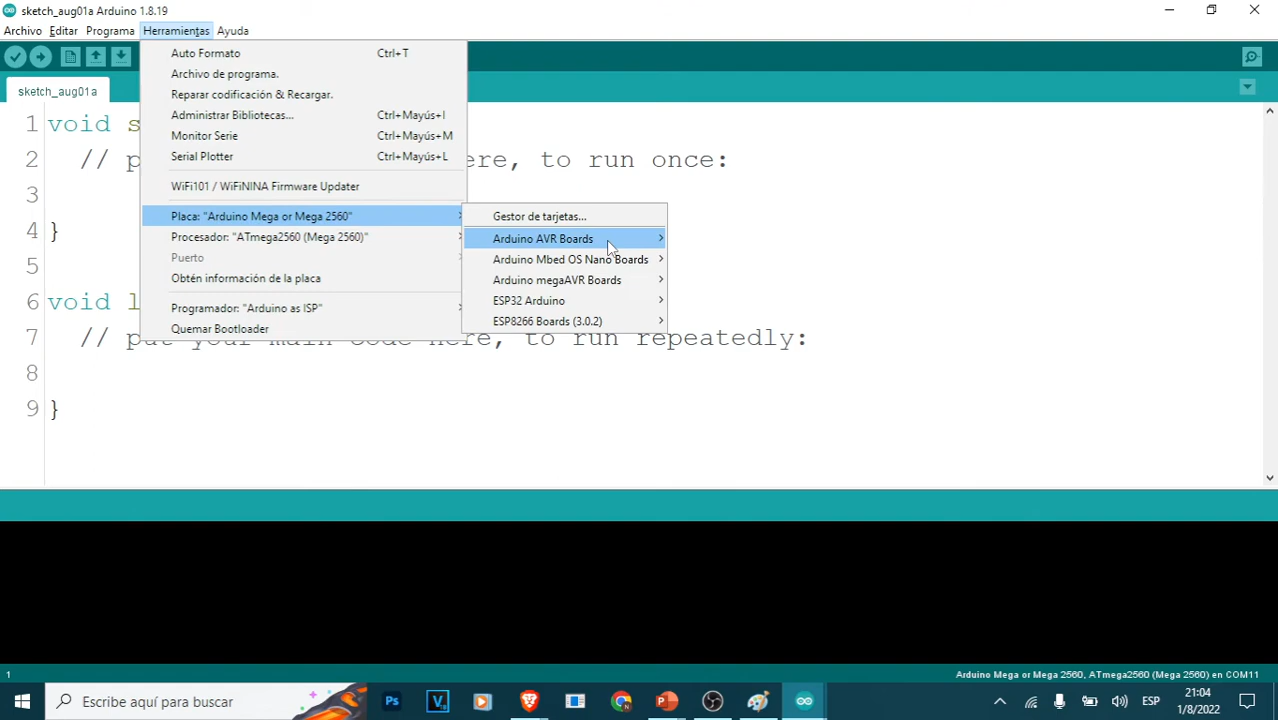 sketch_aug01a Arduino 1.8.19
Archivo Editar Programa Herramientas Ayuda
Auto Formato Ctrl+T
Archivo de programa.
Reparar codificación & Recargar.
Administrar Bibliotecas... Ctrl+Mayús+I
Monitor Serie Ctrl+Mayús+M
Serial Plotter Ctrl+Mayús+L
WiFi101 / WiFiNINA Firmware Updater
Placa: "Arduino Mega or Mega 2560"
Procesador: "ATmega2560 (Mega 2560)"
Puerto
Obtén información de la placa
Programador: "Arduino as ISP"
Quemar Bootloader
Gestor de tarjetas...
Arduino AVR Boards
Arduino Mbed OS Nano Boards
Arduino megaAVR Boards
ESP32 Arduino
ESP8266 Boards (3.0.2)
sketch_aug01a
1 void s
2 // p ere, to run once:
3
4 }
5
6 void l
7 // put your main code here, to run repeatedly:
8
9 }
1 Arduino Mega or Mega 2560, ATmega2560 (Mega 2560) en COM11
Escribe aquí para buscar
Ps
ESP
21:04
1/8/2022